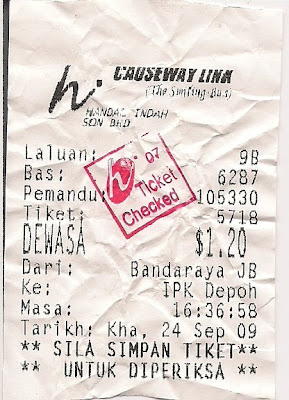 h. CAUSEWAY LINK
(The Smiling Bus)
HANDAL INDAH
SDN BHD
Laluan: 9B
Bas: 6287
Pemandu: 105330
Tiket: 5718
DEWASA $1.20
Dari: Bandaraya JB
Ke: IPK Depoh
Masa: 16:36:58
Tarikh: Kha, 24 Sep 09
** SILA SIMPAN TIKET**
** UNTUK DIPERIKSA **
h. 07
Ticket
Checked